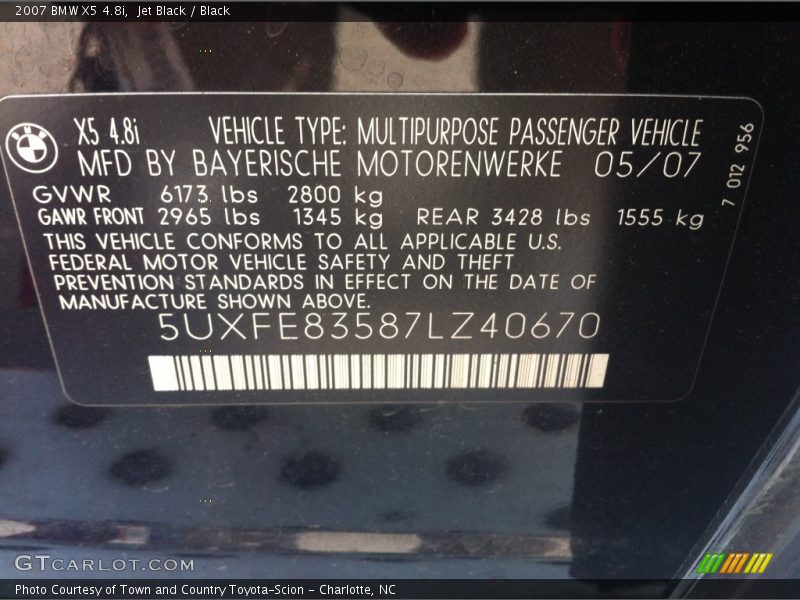 2007 BMW X5 4.8i, Jet Black / Black
X5 4.8i VEHICLE TYPE: MULTIPURPOSE PASSENGER VEHICLE
MFD BY BAYERISCHE MOTORENWERKE 05/07
GVWR 6173 lbs 2800 kg
GAWR FRONT 2965 lbs 1345 kg REAR 3428 lbs 1555 kg
THIS VEHICLE CONFORMS TO ALL APPLICABLE U.S.
FEDERAL MOTOR VEHICLE SAFETY AND THEFT
PREVENTION STANDARDS IN EFFECT ON THE DATE OF
MANUFACTURE SHOWN ABOVE.
5UXFE83587LZ40670
7 012 956
BMW
GTCARLOT.COM
Photo Courtesy of Town and Country Toyota-Scion - Charlotte, NC